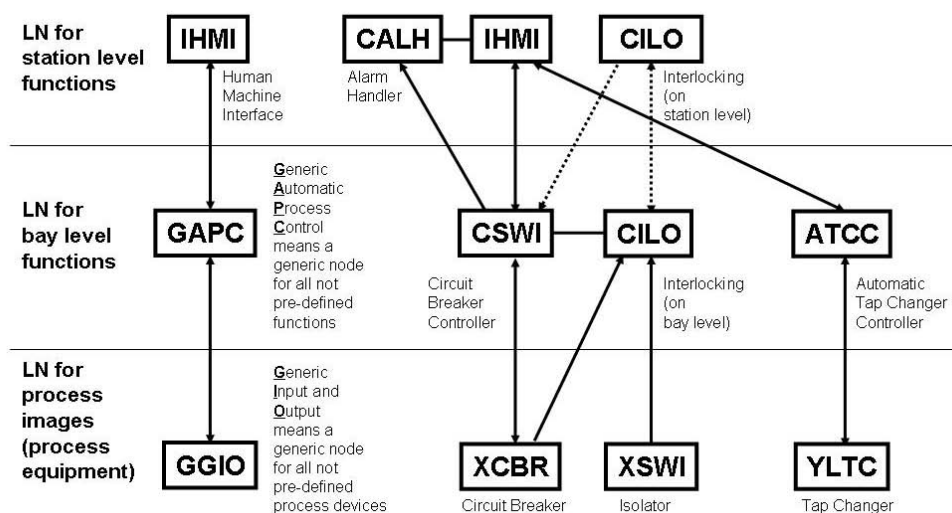 LN for
station level
functions
IHMI
Human
Machine
Interface
CALH
Alarm
Handler
IHMI
CILO
Interlocking
(on
station level)
LN for
bay level
functions
GAPC
Generic
Automatic
Process
Control
means a
generic node
for all not
pre-defined
functions
CSWI
Circuit
Breaker
Controller
CILO
Interlocking
(on
bay level)
ATCC
Automatic
Tap Changer
Controller
LN for
process
images
(process
equipment)
GGIO
Generic
Input and
Output
means a
generic node
for all not
pre-defined
process devices
XCBR
Circuit Breaker
XSWI
Isolator
YLTC
Tap Changer